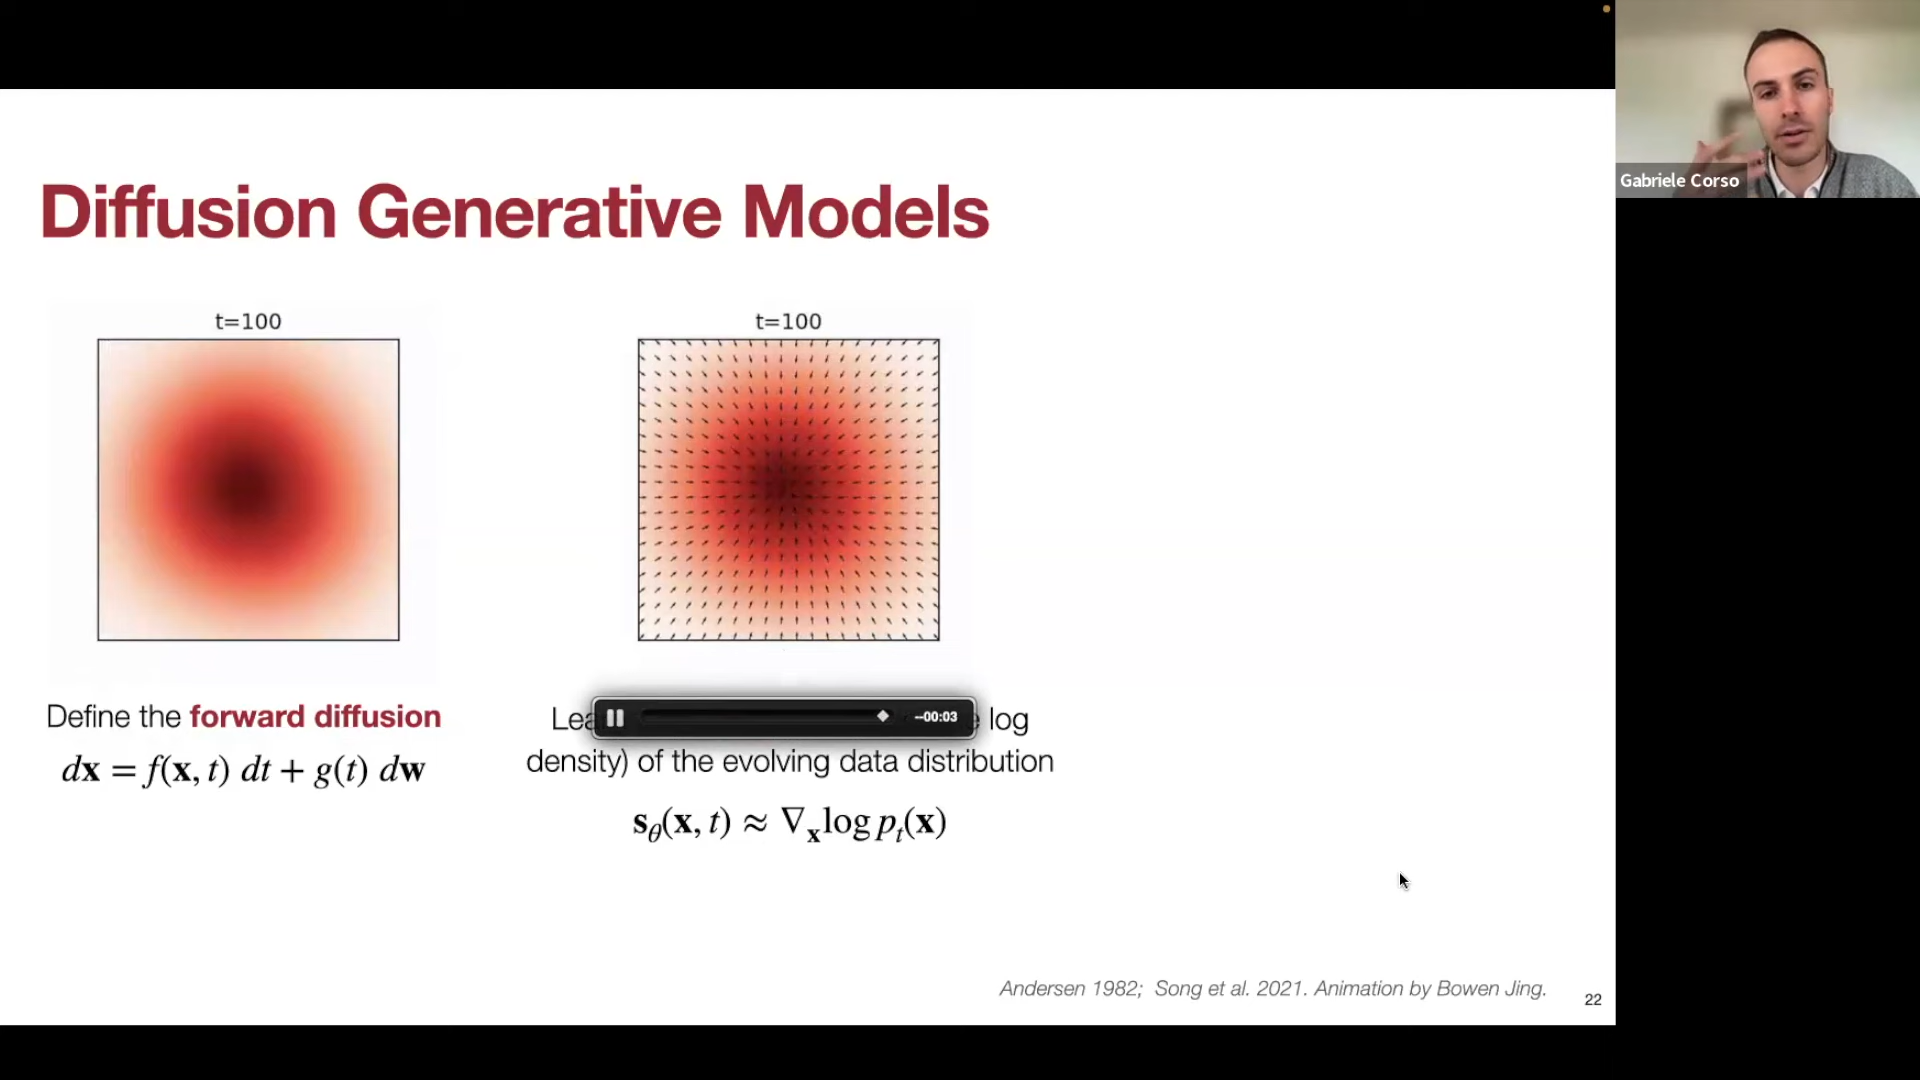 Gabriele Corso
Diffusion Generative Models
t=100
t=100
Define the forward diffusion
d𝐱 = f(𝐱, t) dt + g(t) d𝐰
--00:03
log
density) of the evolving data distribution
𝐬_θ(𝐱, t) ≈ ∇_𝐱 log p_t(𝐱)
Andersen 1982; Song et al. 2021. Animation by Bowen Jing.
22